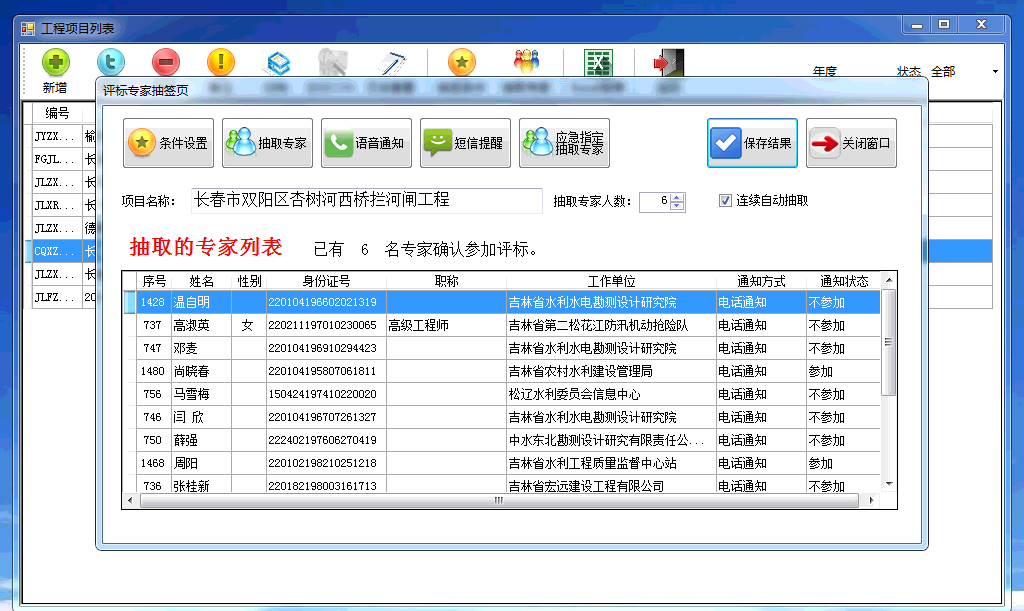 工程项目列表
新增
年度
状态 全部
编号
JYZX... 榆
FGJL... 长
JLZX... 长
JLXR... 长
JLZX... 德
CQXZ... 长
JLZX... 长
JLFZ... 20
评标专家抽签页
条件设置
抽取专家
语音通知
短信提醒
应急指定
抽取专家
保存结果
关闭窗口
项目名称: 长春市双阳区杏树河西桥拦河闸工程 抽取专家人数: 6 连续自动抽取
抽取的专家列表 已有 6 名专家确认参加评标。
序号 姓名 性别 身份证号 职称 工作单位 通知方式 通知状态
1428 温自明 220104196602021319 吉林省水利水电勘测设计研究院 电话通知 不参加
737 高淑英 女 220211197010230065 高级工程师 吉林省第二松花江防汛机动抢险队 电话通知 不参加
747 邓麦 220104196910294423 吉林省水利水电勘测设计研究院 电话通知 不参加
1480 尚晓春 220104195807061811 吉林省农村水利建设管理局 电话通知 参加
756 马雪梅 150424197410220020 松辽水利委员会信息中心 电话通知 不参加
746 闫 欣 220104196707261327 吉林省水利水电勘测设计研究院 电话通知 不参加
750 薛强 222402197606270419 中水东北勘测设计研究有限责任公... 电话通知 不参加
1468 周阳 220102198210251218 吉林省水利工程质量监督中心站 电话通知 参加
736 张桂新 220182198003161713 吉林省宏远建设工程有限公司 电话通知 不参加